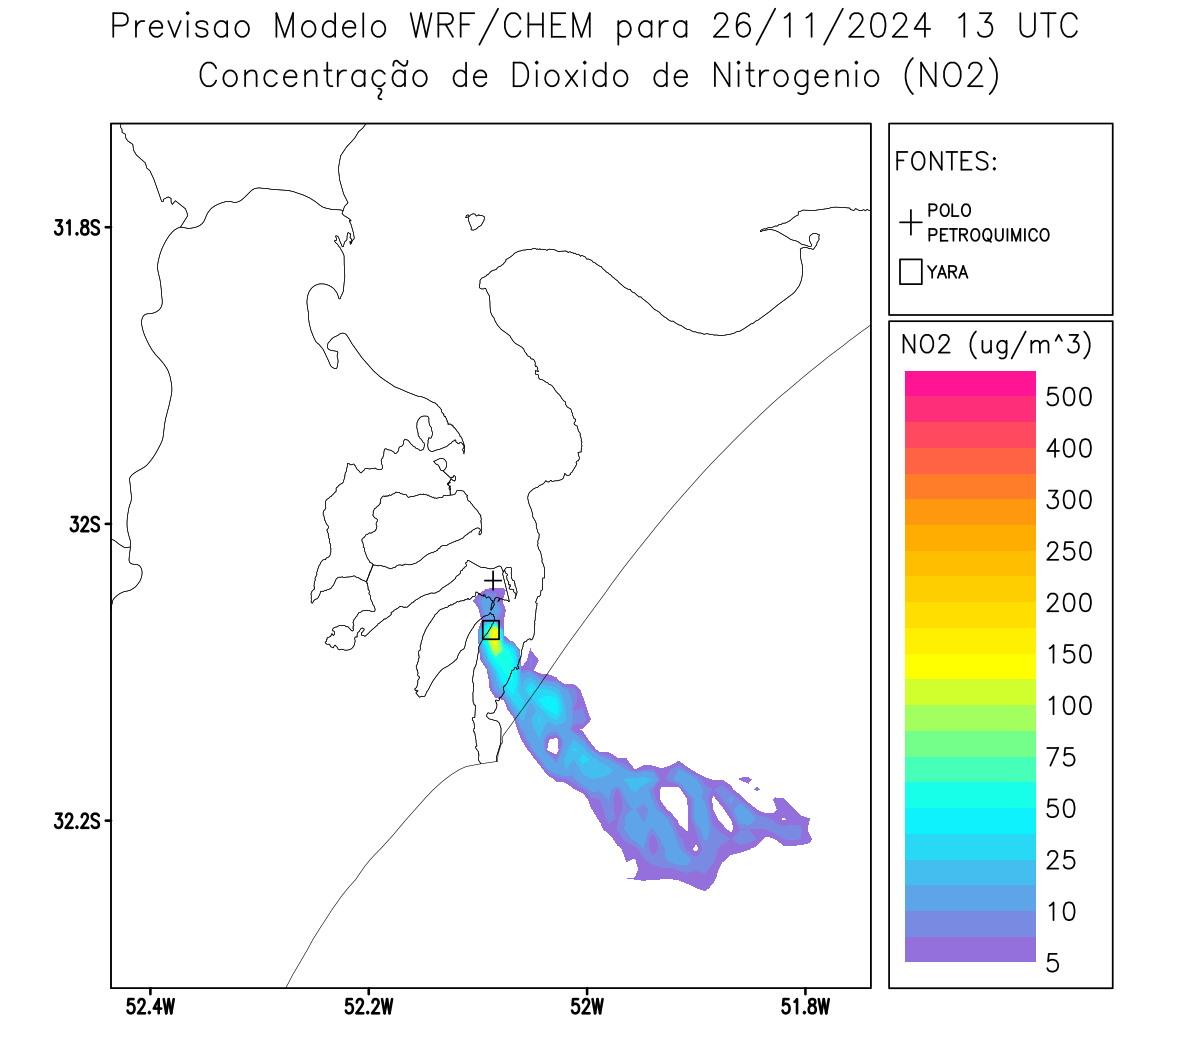 Previsao Modelo WRF/CHEM para 26/11/2024 13 UTC
Concentração de Dioxido de Nitrogenio (NO2)
FONTES:
POLO
PETROQUIMICO
YARA
NO2 (ug/m^3)
500
400
300
250
200
150
100
75
50
25
10
5
31.8S
32S
32.2S
52.4W
52.2W
52W
51.8W